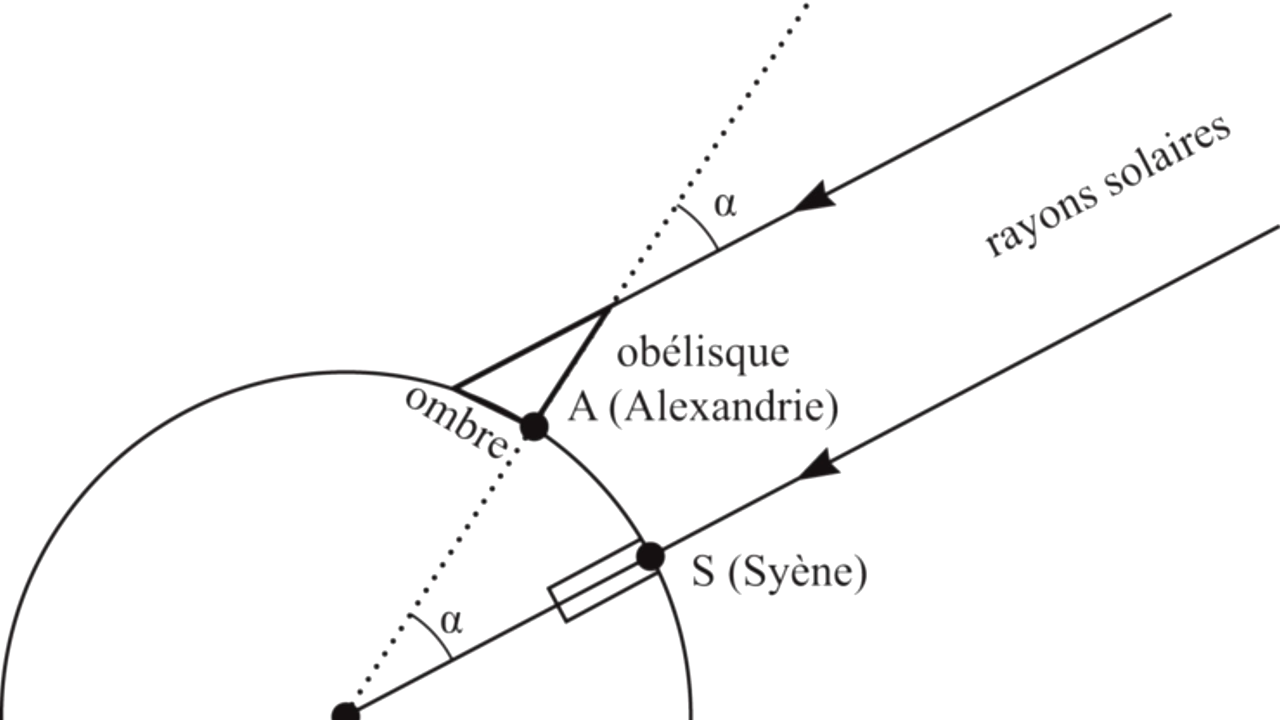 α
rayons solaires
obélisque
A (Alexandrie)
ombre
S (Syène)
α